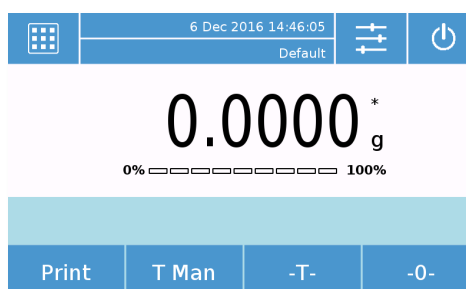 6 Dec 2016 14:46:05
Default
0.0000 * g
0% 100%
Print T Man -T- -0-